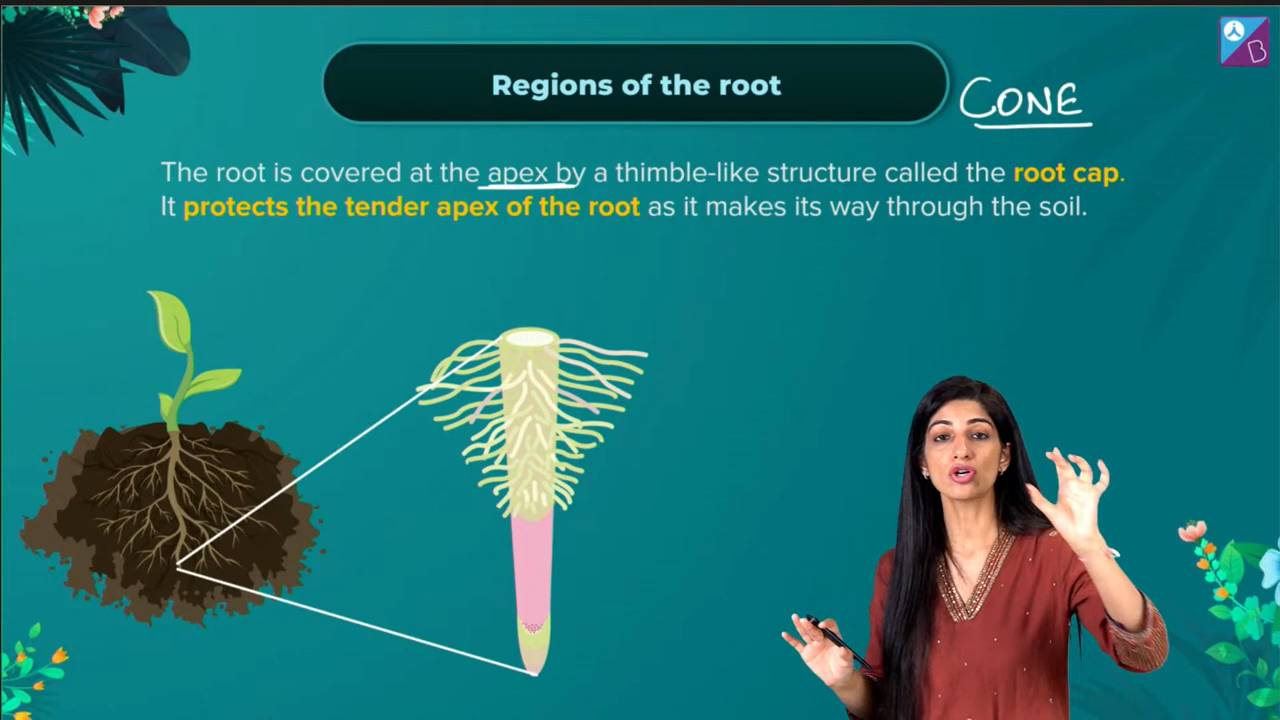 Regions of the root
CONE
The root is covered at the apex by a thimble-like structure called the root cap.
It protects the tender apex of the root as it makes its way through the soil.
B